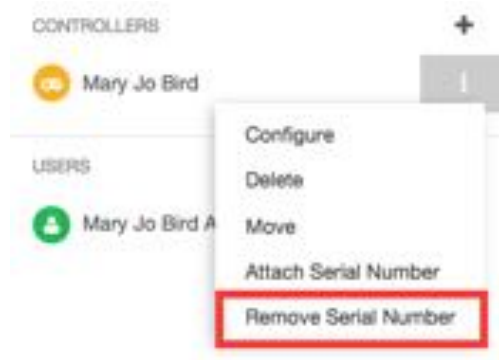 CONTROLLERS
Mary Jo Bird
Configure
USERS
Delete
Mary Jo Bird A
Move
Attach Serial Number
Remove Serial Number